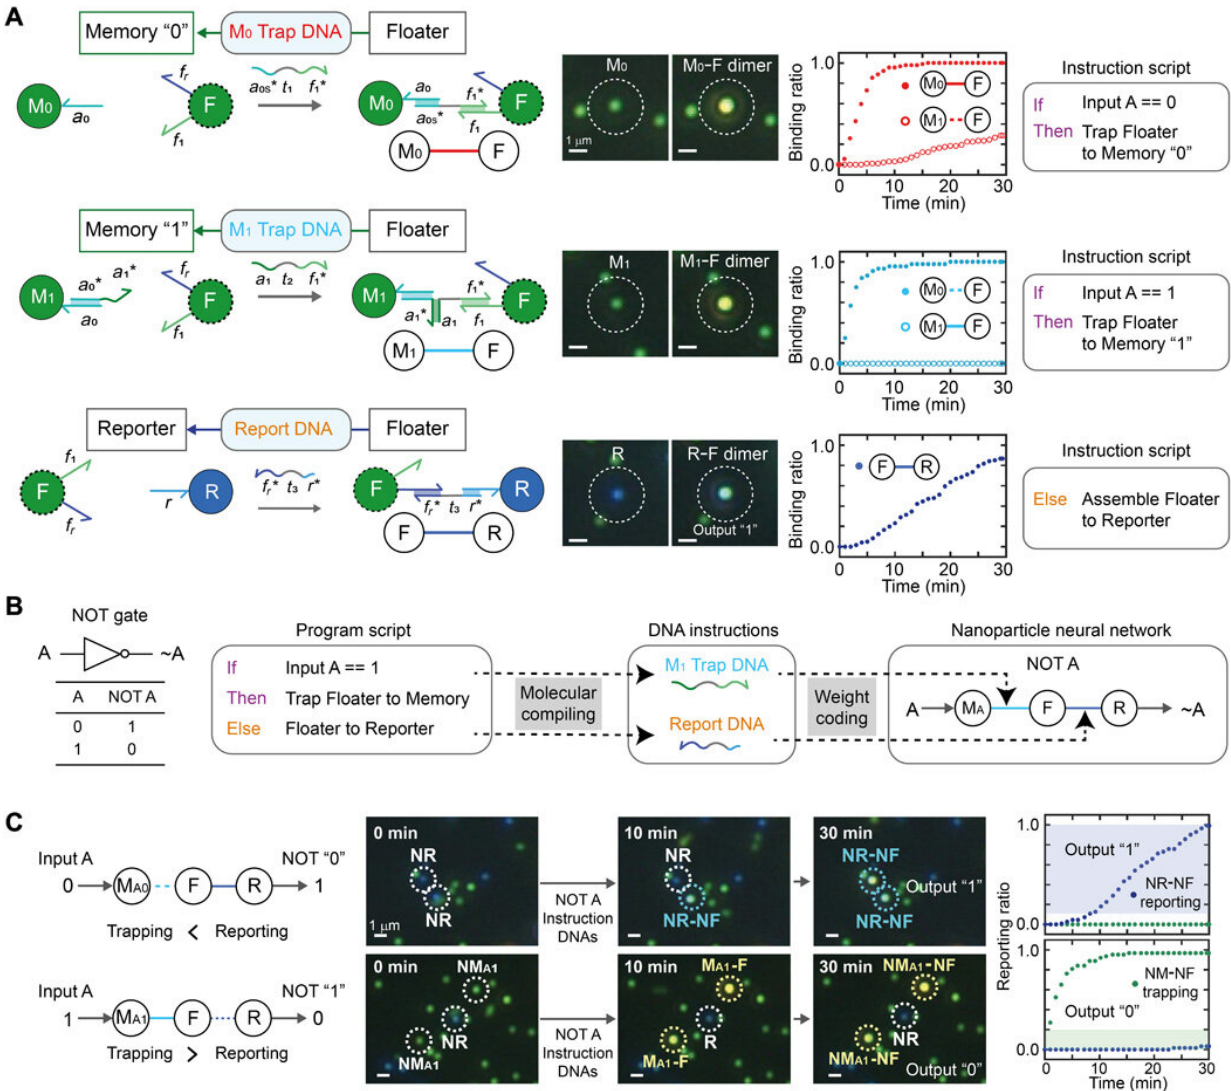 A
Memory “0”
M0 Trap DNA
Floater
M0
a0
fr
F
f1
a0s* t1 f1*
M0
a0
a0s*
f1*
f1
F
M0
F
M0
1 μm
M0-F dimer
Binding ratio
1.0
0.0
M0
F
M1
F
0 10 20 30
Time (min)
Instruction script
If Input A == 0
Then Trap Floater
to Memory “0”
Memory “1”
M1 Trap DNA
Floater
M1
a0*
a1*
a0
fr
F
f1
a1 t2 f1*
M1
a1*
a1
f1*
f1
F
M1
F
M1
M1-F dimer
Binding ratio
1.0
0.0
M0
F
M1
F
0 10 20 30
Time (min)
Instruction script
If Input A == 1
Then Trap Floater
to Memory “1”
Reporter
Report DNA
Floater
f1
F
fr
r
R
fr* t3 r*
F
fr* t3 r*
R
F
R
R
R-F dimer
Output “1”
Binding ratio
1.0
0.0
F
R
0 10 20 30
Time (min)
Instruction script
Else Assemble Floater
to Reporter
B
NOT gate
A
~A
A NOT A
0 1
1 0
Program script
If Input A == 1
Then Trap Floater to Memory
Else Floater to Reporter
Molecular
compiling
DNA instructions
M1 Trap DNA
Report DNA
Weight
coding
Nanoparticle neural network
NOT A
A
MA
F
R
~A
C
Input A
0
MA0
F
R
NOT “0”
1
Trapping < Reporting
0 min
NR
NR
1 μm
NOT A
Instruction
DNAs
10 min
NR
NR-NF
30 min
NR-NF
Output “1”
NR-NF
Reporting ratio
1.0
0.0
Output “1”
NR-NF
reporting
Input A
1
MA1
F
R
NOT “1”
0
Trapping > Reporting
0 min
NMA1
NR
NMA1
NOT A
Instruction
DNAs
10 min
MA1-F
R
MA1-F
30 min
NMA1-NF
NR
NMA1-NF
Output “0”
1.0
0.0
NM-NF
trapping
Output “0”
0 10 20 30
Time (min)